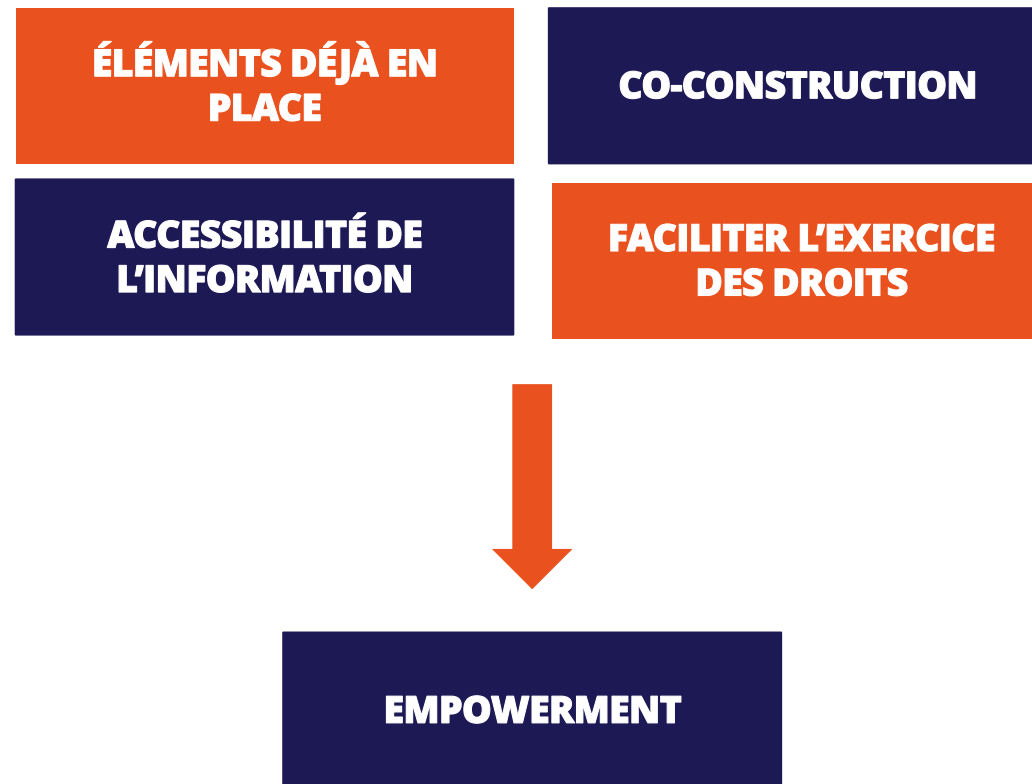 ÉLÉMENTS DÉJÀ EN
PLACE
CO-CONSTRUCTION
ACCESSIBILITÉ DE
L’INFORMATION
FACILITER L’EXERCICE
DES DROITS
EMPOWERMENT